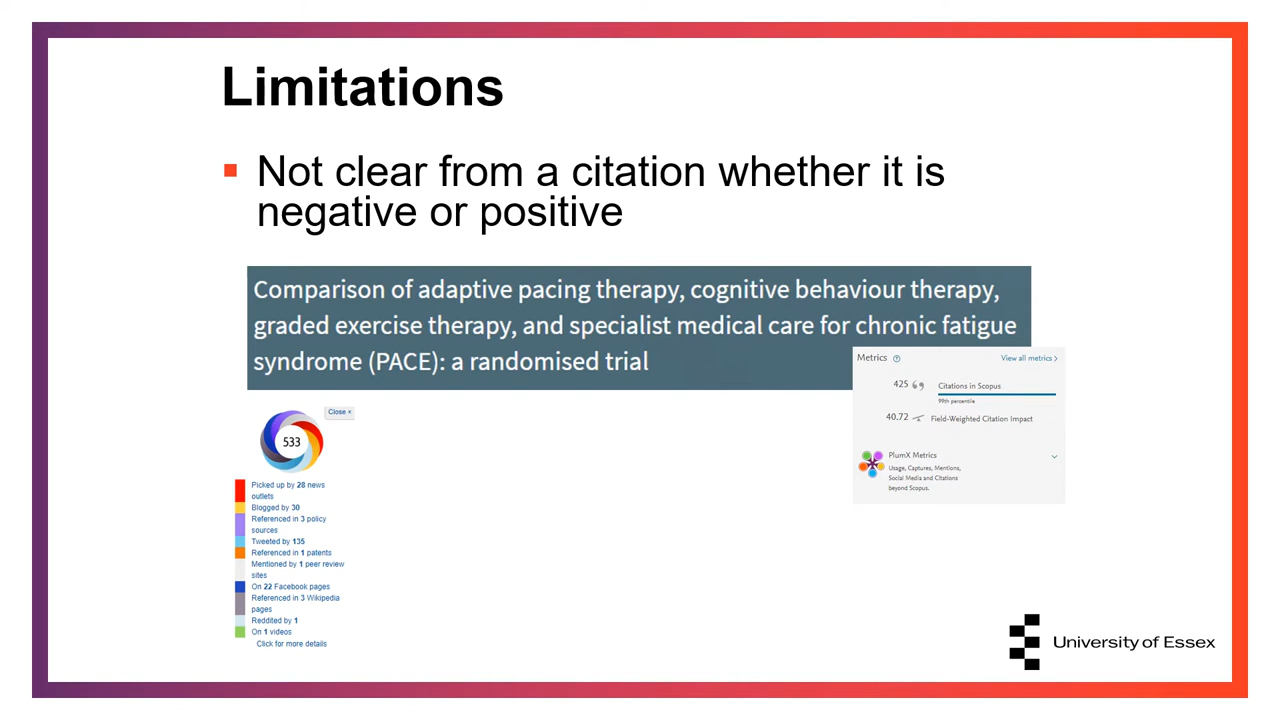 Limitations
Not clear from a citation whether it is
negative or positive
Comparison of adaptive pacing therapy, cognitive behaviour therapy,
graded exercise therapy, and specialist medical care for chronic fatigue
syndrome (PACE): a randomised trial
Metrics
View all metrics >
425 Citations in Scopus
99th percentile
40.72 Field-Weighted Citation Impact
PlumX Metrics
Usage, Captures, Mentions,
Social Media and Citations
beyond Scopus.
Close ×
533
Picked up by 28 news
outlets
Blogged by 30
Referenced in 3 policy
sources
Tweeted by 135
Referenced in 1 patents
Mentioned by 1 peer review
sites
On 22 Facebook pages
Referenced in 3 Wikipedia
pages
Reddited by 1
On 1 videos
Click for more details
University of Essex